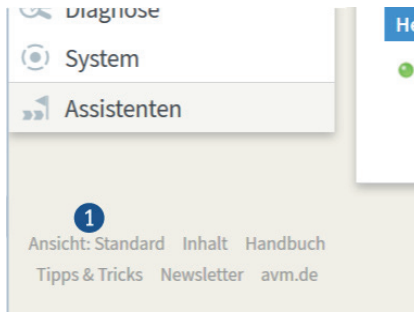 Diagnose
He
System
Assistenten
1
Ansicht: Standard Inhalt Handbuch
Tipps & Tricks Newsletter avm.de